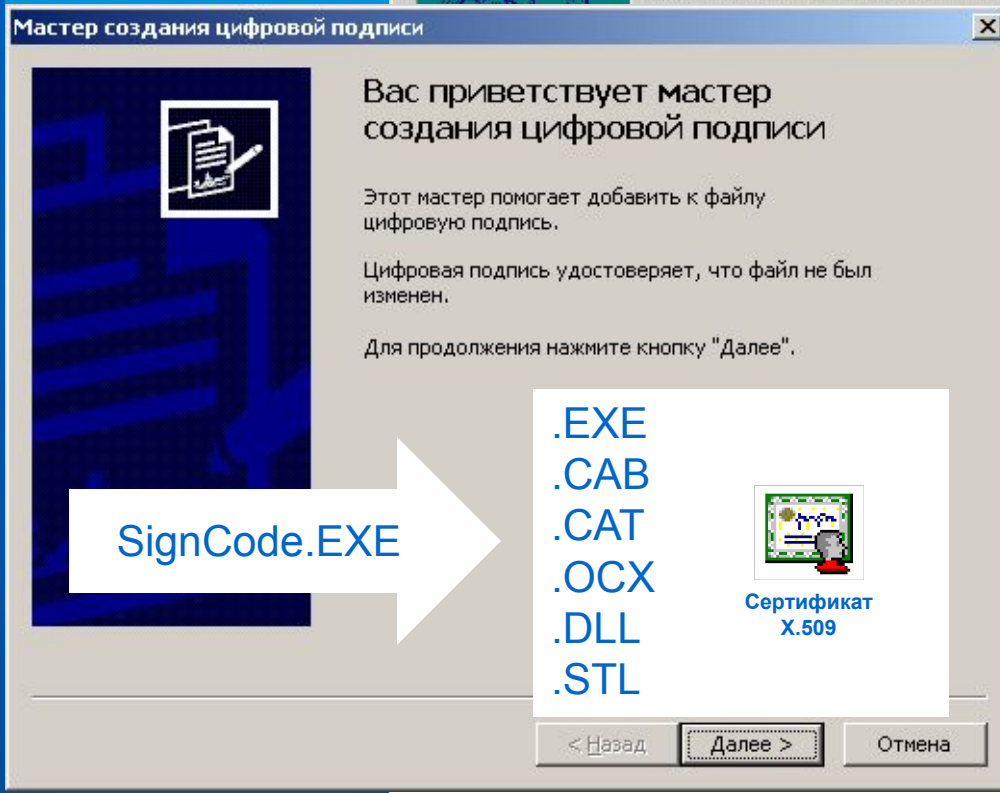 Мастер создания цифровой подписи
Вас приветствует мастер
создания цифровой подписи
Этот мастер помогает добавить к файлу
цифровую подпись.
Цифровая подпись удостоверяет, что файл не был
изменен.
Для продолжения нажмите кнопку "Далее".
SignCode.EXE
.EXE
.CAB
.CAT
.OCX
.DLL
.STL
Сертификат
X.509
< Назад
Далее >
Отмена